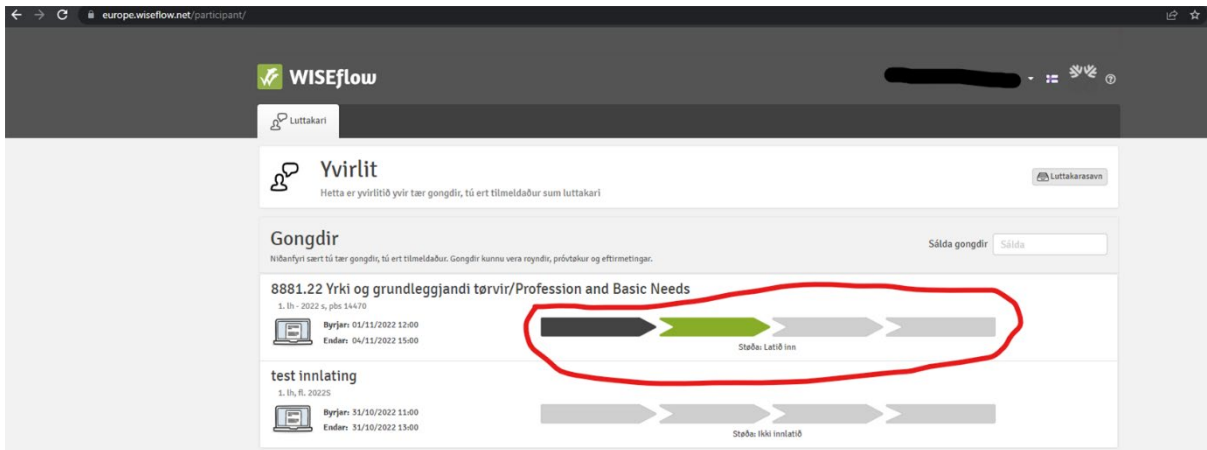 europe.wiseflow.net/participant/
WISEflow
Luttakari
Yvirlit
Hetta er yvirlitið yvir tær gongdir, tú ert tilmeldaður sum luttakari
Luttakarasavn
Gongdir
Niðanfyri sært tú tær gongdir, tú ert tilmeldaður. Gongdir kunnu vera royndir, próvtøkur og eftirmetingar.
Sálda gongdir Sálda
8881.22 Yrki og grundleggjandi tørvir/Profession and Basic Needs
1. lh - 2022 s, pbs 14470
Byrjar: 01/11/2022 12:00
Endar: 04/11/2022 15:00
Støða: Latið inn
test innlating
1. lh, fl. 2022S
Byrjar: 31/10/2022 11:00
Endar: 31/10/2022 13:00
Støða: Ikki innlatið